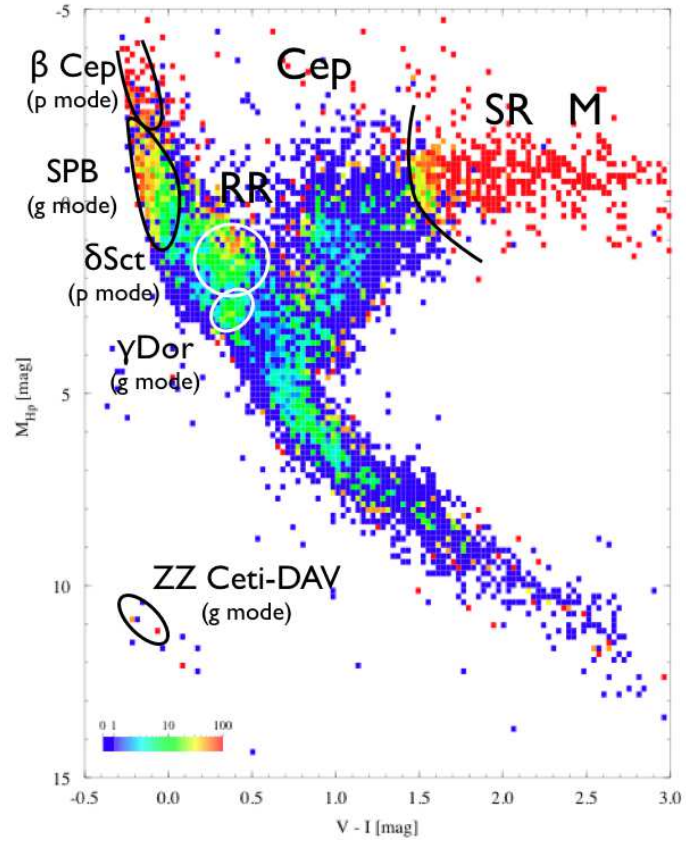 -5
β Cep
(p mode)
Cep
SR M
SPB
(g mode)
RR
δSct
(p mode)
γDor
(g mode)
5
M_Hp [mag]
10
ZZ Ceti-DAV
(g mode)
0 1 10 100
15
-0.5 0.0 0.5 1.0 1.5 2.0 2.5 3.0
V - I [mag]